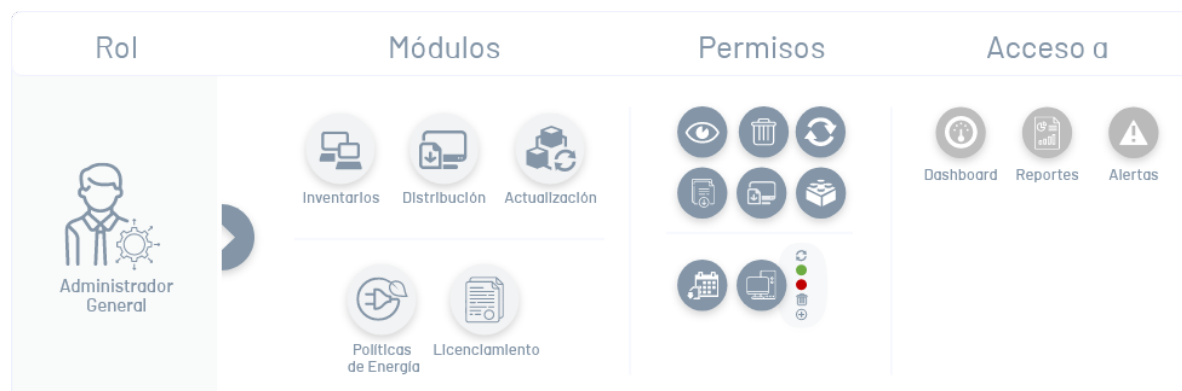 Rol
Módulos
Permisos
Acceso a
Administrador
General
Inventarios
Distribución
Actualización
Políticas
de Energía
Licenciamiento
Dashboard
Reportes
Alertas